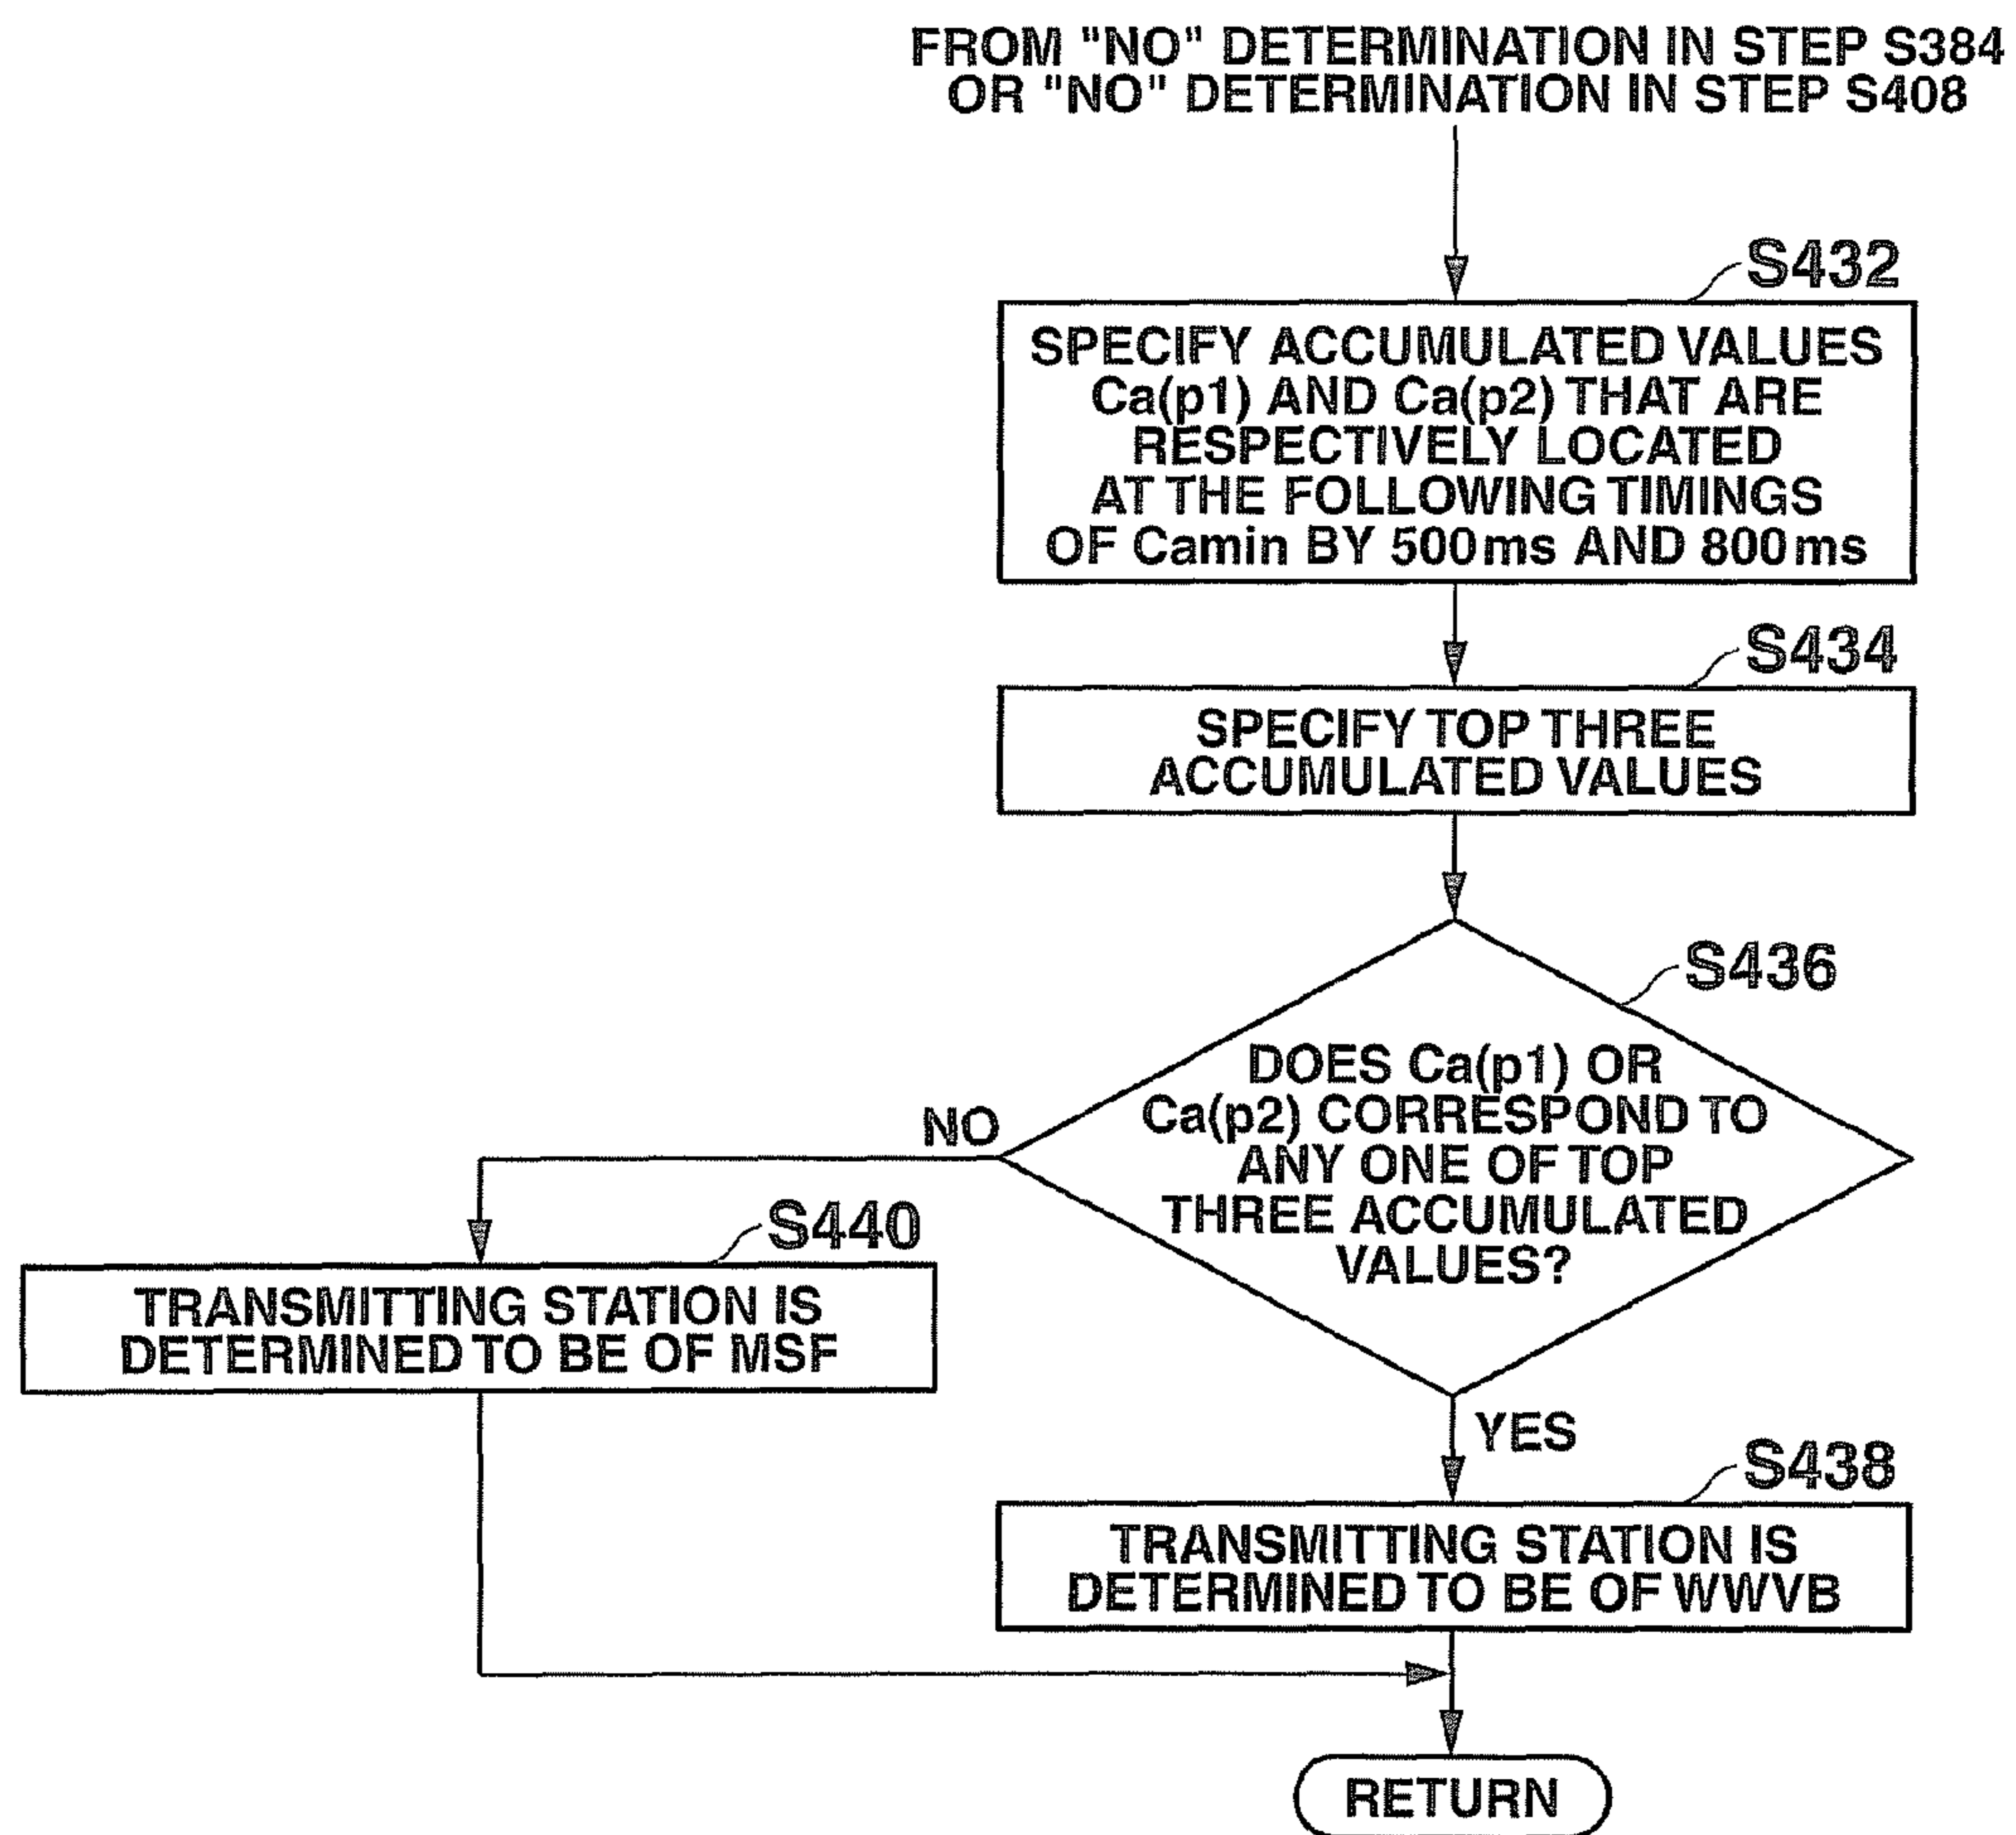 FROM "NO" DETERMINATION IN STEP S384
OR "NO" DETERMINATION IN STEP S408
S432
SPECIFY ACCUMULATED VALUES
Ca(p1) AND Ca(p2) THAT ARE
RESPECTIVELY LOCATED
AT THE FOLLOWING TIMINGS
OF Camin BY 500ms AND 800ms
S434
SPECIFY TOP THREE
ACCUMULATED VALUES
S436
DOES Ca(p1) OR
Ca(p2) CORRESPOND TO
ANY ONE OF TOP
THREE ACCUMULATED
VALUES?
NO
S440
TRANSMITTING STATION IS
DETERMINED TO BE OF MSF
YES
S438
TRANSMITTING STATION IS
DETERMINED TO BE OF WWVB
RETURN